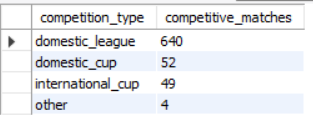 competition_type competitive_matches
domestic_league 640
domestic_cup 52
international_cup 49
other 4